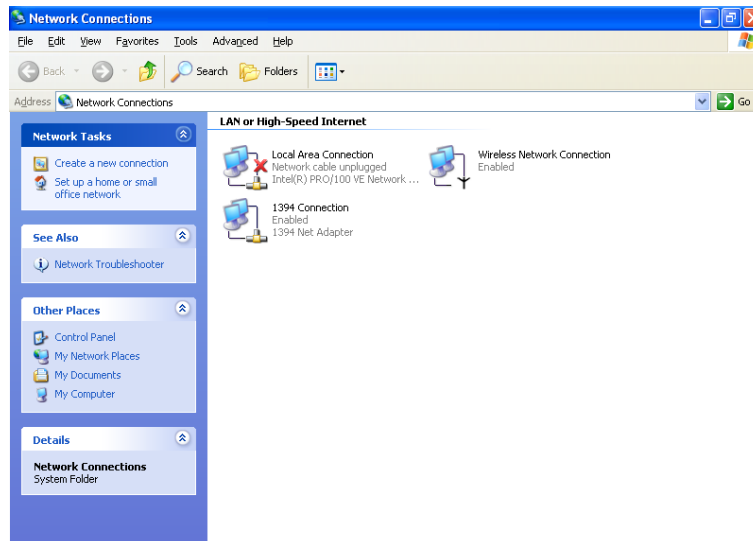 Network Connections
File Edit View Favorites Tools Advanced Help
Back Search Folders
Address Network Connections Go
Network Tasks
Create a new connection
Set up a home or small
office network
See Also
Network Troubleshooter
Other Places
Control Panel
My Network Places
My Documents
My Computer
Details
Network Connections
System Folder
LAN or High-Speed Internet
Local Area Connection
Network cable unplugged
Intel(R) PRO/100 VE Network ...
Wireless Network Connection
Enabled
1394 Connection
Enabled
1394 Net Adapter